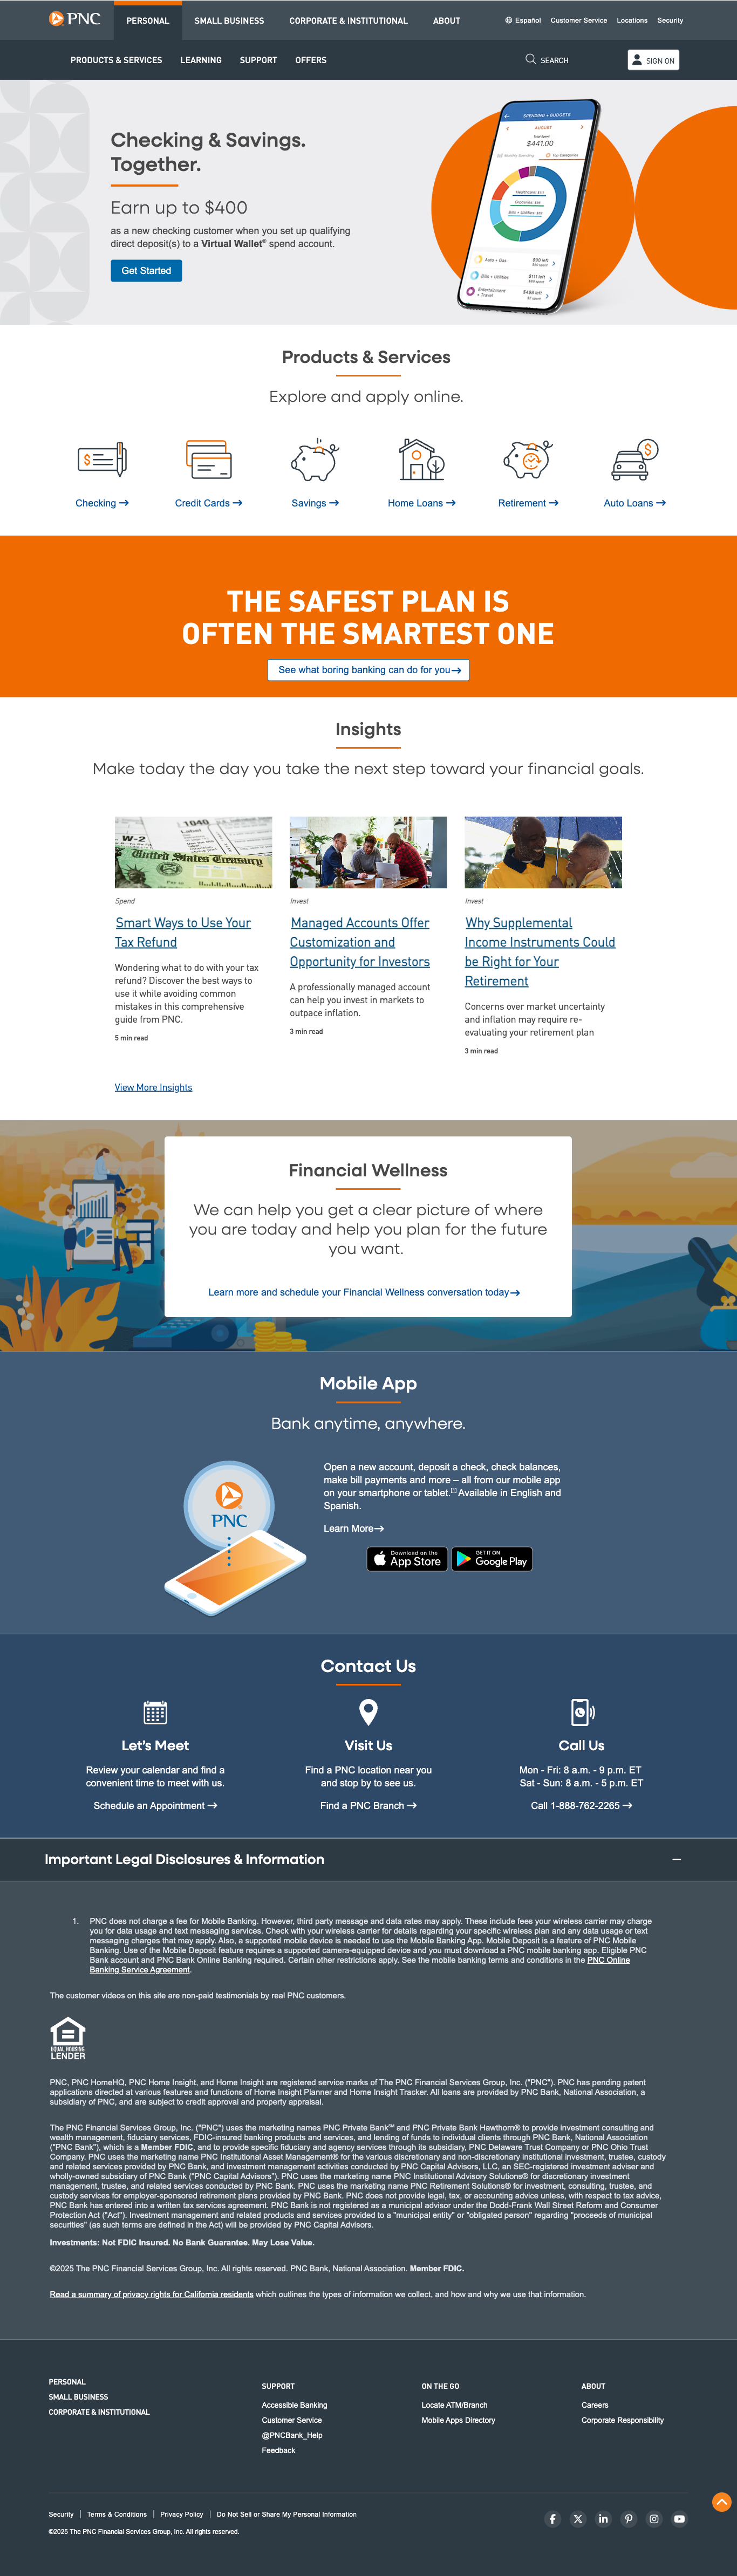 PNC
PERSONAL
SMALL BUSINESS
CORPORATE & INSTITUTIONAL
ABOUT
Español
Customer Service
Locations
Security
PRODUCTS & SERVICES
LEARNING
SUPPORT
OFFERS
SEARCH
SIGN ON
Checking & Savings.
Together.
Earn up to $400
as a new checking customer when you set up qualifying
direct deposit(s) to a Virtual Wallet® spend account.
Get Started
SPENDING + BUDGETS
AUGUST
Total Spend
$441.00
Monthly Spending
Top Categories
Auto + Gas
Bills + Utilities
Entertainment
+ Travel
Products & Services
Explore and apply online.
Checking →
Credit Cards →
Savings →
Home Loans →
Retirement →
Auto Loans →
THE SAFEST PLAN IS
OFTEN THE SMARTEST ONE
See what boring banking can do for you→
Insights
Make today the day you take the next step toward your financial goals.
W-2
1040
United States Treasury
Spend
Smart Ways to Use Your
Tax Refund
Wondering what to do with your tax
refund? Discover the best ways to
use it while avoiding common
mistakes in this comprehensive
guide from PNC.
5 min read
Invest
Managed Accounts Offer
Customization and
Opportunity for Investors
A professionally managed account
can help you invest in markets to
outpace inflation.
3 min read
Invest
Why Supplemental
Income Instruments Could
be Right for Your
Retirement
Concerns over market uncertainty
and inflation may require re-
evaluating your retirement plan
3 min read
View More Insights
Financial Wellness
We can help you get a clear picture of where
you are today and help you plan for the future
you want.
Learn more and schedule your Financial Wellness conversation today→
Mobile App
Bank anytime, anywhere.
PNC
Open a new account, deposit a check, check balances,
make bill payments and more – all from our mobile app
on your smartphone or tablet.[1] Available in English and
Spanish.
Learn More→
Download on the
App Store
GET IT ON
Google Play
Contact Us
Let's Meet
Review your calendar and find a
convenient time to meet with us.
Schedule an Appointment →
Visit Us
Find a PNC location near you
and stop by to see us.
Find a PNC Branch →
Call Us
Mon - Fri: 8 a.m. - 9 p.m. ET
Sat - Sun: 8 a.m. - 5 p.m. ET
Call 1-888-762-2265 →
Important Legal Disclosures & Information
1. PNC does not charge a fee for Mobile Banking. However, third party message and data rates may apply. These include fees your wireless carrier may charge
you for data usage and text messaging services. Check with your wireless carrier for details regarding your specific wireless plan and any data usage or text
messaging charges that may apply. Also, a supported mobile device is needed to use the Mobile Banking App. Mobile Deposit is a feature of PNC Mobile
Banking. Use of the Mobile Deposit feature requires a supported camera-equipped device and you must download a PNC mobile banking app. Eligible PNC
Bank account and PNC Bank Online Banking required. Certain other restrictions apply. See the mobile banking terms and conditions in the PNC Online
Banking Service Agreement.
The customer videos on this site are non-paid testimonials by real PNC customers.
EQUAL HOUSING
LENDER
PNC, PNC HomeHQ, PNC Home Insight, and Home Insight are registered service marks of The PNC Financial Services Group, Inc. ("PNC"). PNC has pending patent
applications directed at various features and functions of Home Insight Planner and Home Insight Tracker. All loans are provided by PNC Bank, National Association, a
subsidiary of PNC, and are subject to credit approval and property appraisal.
The PNC Financial Services Group, Inc. ("PNC") uses the marketing names PNC Private Bank℠ and PNC Private Bank Hawthorn® to provide investment consulting and
wealth management, fiduciary services, FDIC-insured banking products and services, and lending of funds to individual clients through PNC Bank, National Association
("PNC Bank"), which is a Member FDIC, and to provide specific fiduciary and agency services through its subsidiary, PNC Delaware Trust Company or PNC Ohio Trust
Company. PNC uses the marketing name PNC Institutional Asset Management® for the various discretionary and non-discretionary institutional investment, trustee, custody
and related services provided by PNC Bank, and investment management activities conducted by PNC Capital Advisors, LLC, an SEC-registered investment adviser and
wholly-owned subsidiary of PNC Bank ("PNC Capital Advisors"). PNC uses the marketing name PNC Institutional Advisory Solutions® for discretionary investment
management, trustee, and related services conducted by PNC Bank. PNC uses the marketing name PNC Retirement Solutions® for investment, consulting, trustee, and
custody services for employer-sponsored retirement plans provided by PNC Bank. PNC does not provide legal, tax, or accounting advice unless, with respect to tax advice,
PNC Bank has entered into a written tax services agreement. PNC Bank is not registered as a municipal advisor under the Dodd-Frank Wall Street Reform and Consumer
Protection Act ("Act"). Investment management and related products and services provided to a "municipal entity" or "obligated person" regarding "proceeds of municipal
securities" (as such terms are defined in the Act) will be provided by PNC Capital Advisors.
Investments: Not FDIC Insured. No Bank Guarantee. May Lose Value.
©2025 The PNC Financial Services Group, Inc. All rights reserved. PNC Bank, National Association. Member FDIC.
Read a summary of privacy rights for California residents which outlines the types of information we collect, and how and why we use that information.
PERSONAL
SMALL BUSINESS
CORPORATE & INSTITUTIONAL
SUPPORT
Accessible Banking
Customer Service
@PNCBank_Help
Feedback
ON THE GO
Locate ATM/Branch
Mobile Apps Directory
ABOUT
Careers
Corporate Responsibility
Security | Terms & Conditions | Privacy Policy | Do Not Sell or Share My Personal Information
©2025 The PNC Financial Services Group, Inc. All rights reserved.